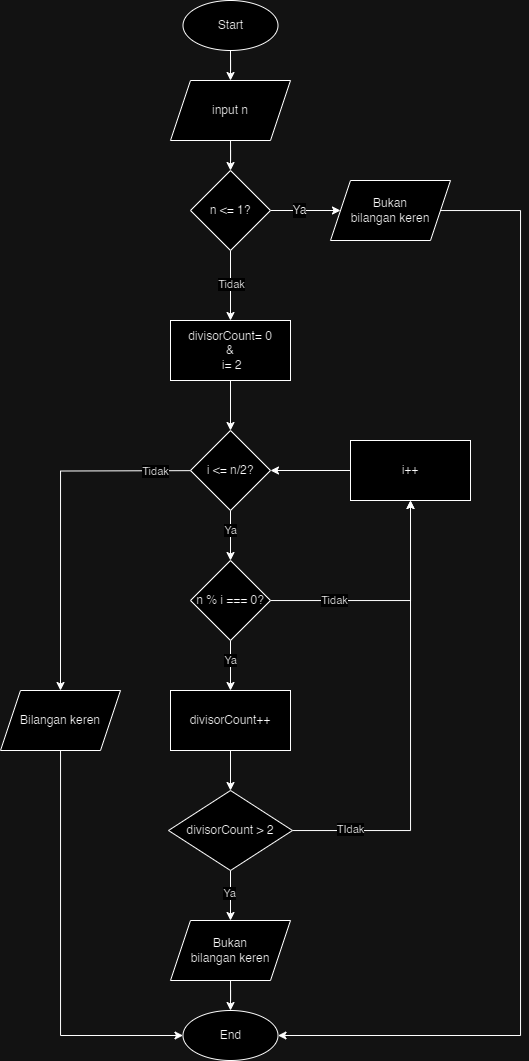 Start
input n
n <= 1?
Ya
Bukan
bilangan keren
Tidak
divisorCount= 0
&
i= 2
Tidak
i <= n/2?
i++
Ya
n % i === 0?
Tidak
Ya
Bilangan keren
divisorCount++
divisorCount > 2
TIdak
Ya
Bukan
bilangan keren
End